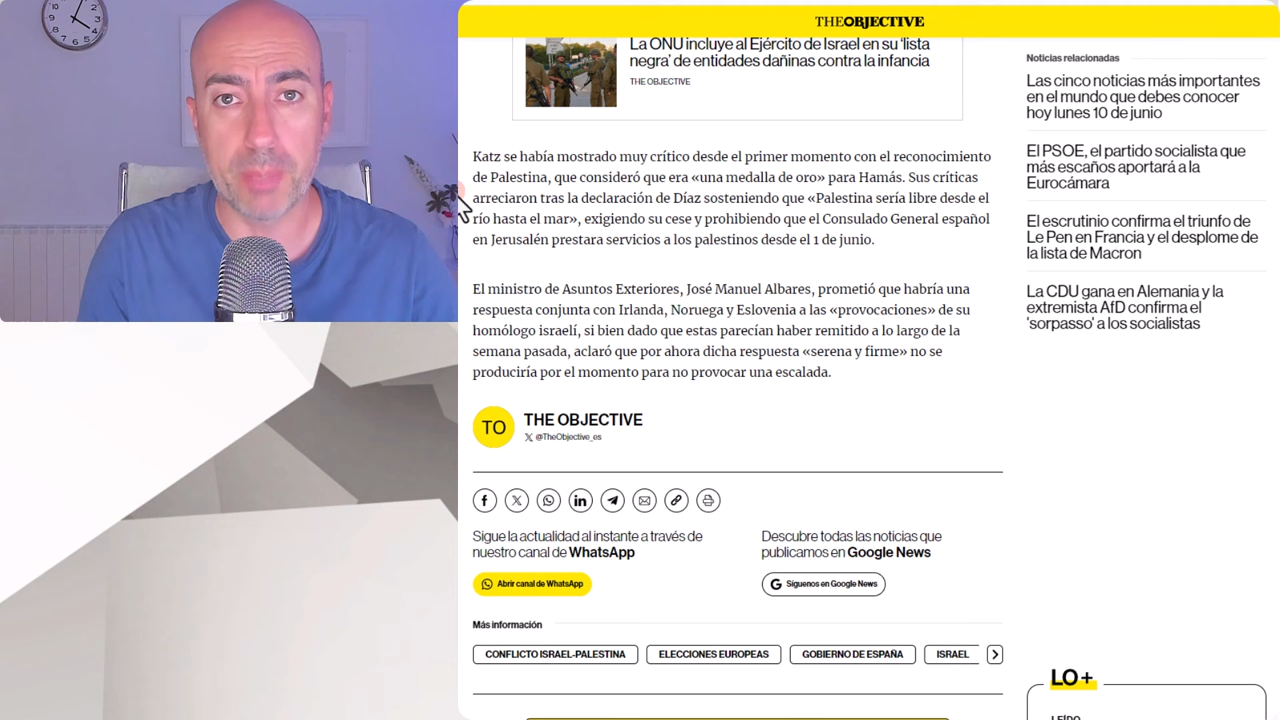 THEOBJECTIVE
La ONU incluye al Ejército de Israel en su 'lista
negra' de entidades dañinas contra la infancia
THE OBJECTIVE
Katz se había mostrado muy crítico desde el primer momento con el reconocimiento
de Palestina, que consideró que era «una medalla de oro» para Hamás. Sus críticas
arreciaron tras la declaración de Díaz sosteniendo que «Palestina sería libre desde el
río hasta el mar», exigiendo su cese y prohibiendo que el Consulado General español
en Jerusalén prestara servicios a los palestinos desde el 1 de junio.
El ministro de Asuntos Exteriores, José Manuel Albares, prometió que habría una
respuesta conjunta con Irlanda, Noruega y Eslovenia a las «provocaciones» de su
homólogo israelí, si bien dado que estas parecían haber remitido a lo largo de la
semana pasada, aclaró que por ahora dicha respuesta «serena y firme» no se
produciría por el momento para no provocar una escalada.
TO
THE OBJECTIVE
@TheObjective_es
Sigue la actualidad al instante a través de
nuestro canal de WhatsApp
Abrir canal de WhatsApp
Descubre todas las noticias que
publicamos en Google News
Síguenos en Google News
Más información
CONFLICTO ISRAEL-PALESTINA
ELECCIONES EUROPEAS
GOBIERNO DE ESPAÑA
ISRAEL
Noticias relacionadas
Las cinco noticias más importantes
en el mundo que debes conocer
hoy lunes 10 de junio
El PSOE, el partido socialista que
más escaños aportará a la
Eurocámara
El escrutinio confirma el triunfo de
Le Pen en Francia y el desplome de
la lista de Macron
La CDU gana en Alemania y la
extremista AfD confirma el
'sorpasso' a los socialistas
LO+
LEÍDO